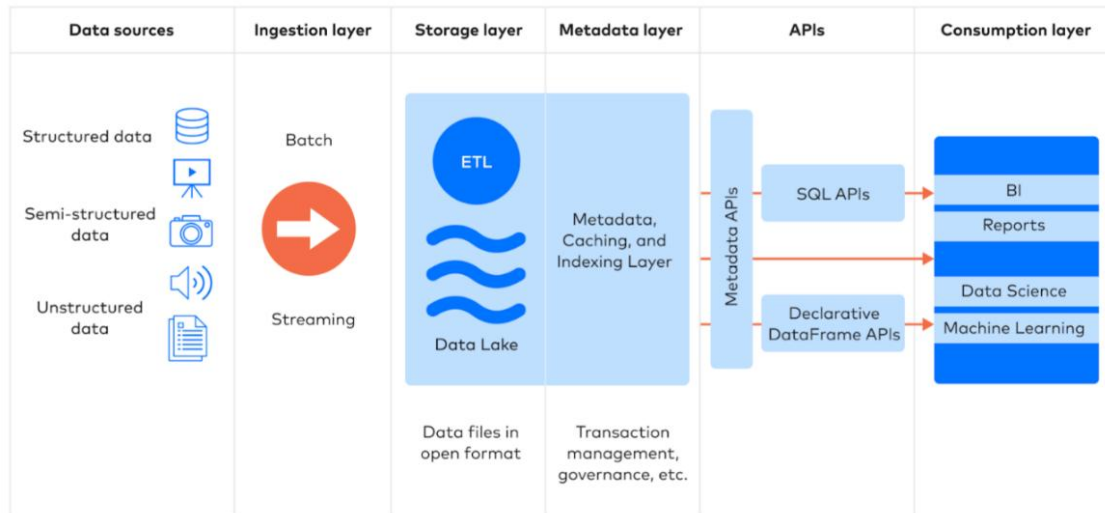 Data sources
Ingestion layer
Storage layer
Metadata layer
APIs
Consumption layer
Structured data
Semi-structured
data
Unstructured
data
Batch
Streaming
ETL
Data Lake
Data files in
open format
Metadata,
Caching, and
Indexing Layer
Transaction
management,
governance, etc.
Metadata APIs
SQL APIs
Declarative
DataFrame APIs
BI
Reports
Data Science
Machine Learning